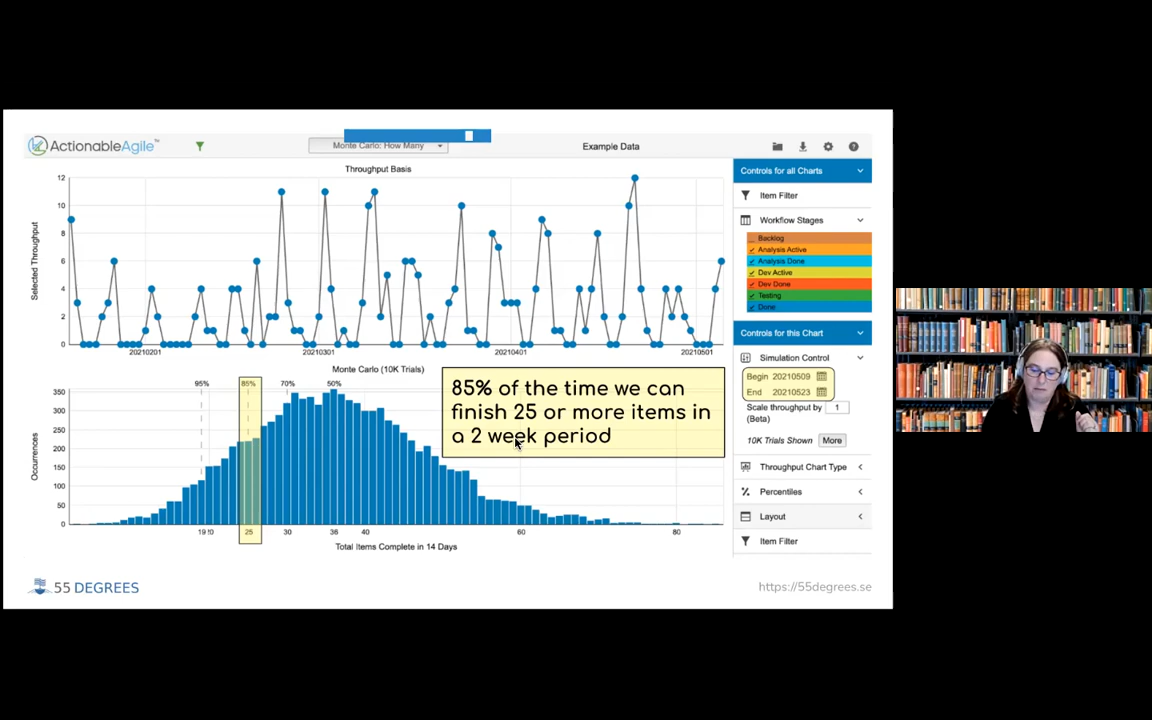 ActionableAgile™
Monte Carlo: How Many
Example Data
Throughput Basis
Selected Throughput
12
10
8
6
4
2
0
20210201
20210301
20210401
20210501
Monte Carlo (10K Trials)
95%
85%
70%
50%
Occurrences
350
300
250
200
150
100
50
0
25
30
36
40
60
80
Total Items Complete in 14 Days
85% of the time we can
finish 25 or more items in
a 2 week period
Controls for all Charts
Item Filter
Workflow Stages
Backlog
Analysis Active
Analysis Done
Dev Active
Dev Done
Testing
Done
Controls for this Chart
Simulation Control
Begin 20210509
End 20210523
Scale throughput by 1
(Beta)
10K Trials Shown More
Throughput Chart Type
Percentiles
Layout
Item Filter
55 DEGREES
https://55degrees.se